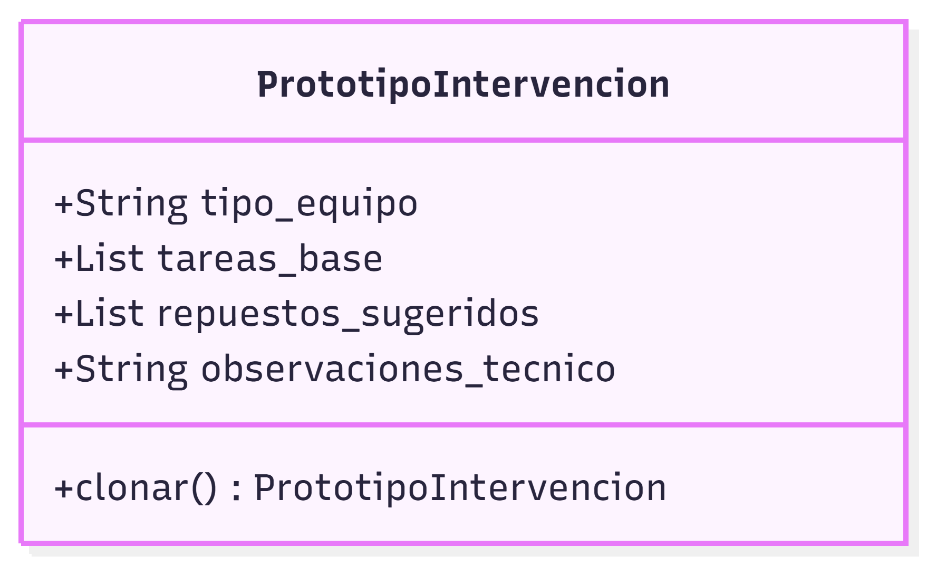 PrototipoIntervencion
+String tipo_equipo
+List tareas_base
+List repuestos_sugeridos
+String observaciones_tecnico
+clonar() : PrototipoIntervencion